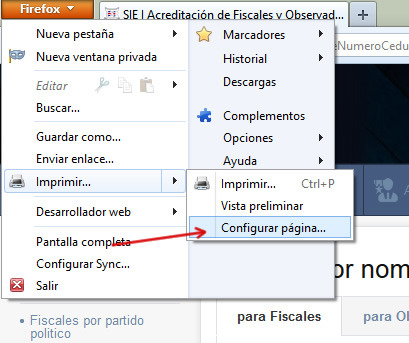 Firefox
SIE | Acreditación de Fiscales y Observad...
Nueva pestaña
Nueva ventana privada
Editar
Buscar...
Guardar como...
Enviar enlace...
Imprimir...
Desarrollador web
Pantalla completa
Configurar Sync...
Salir
Marcadores
Historial
Descargas
Complementos
Opciones
Ayuda
Imprimir... Ctrl+P
Vista preliminar
Configurar página...
eNumeroCedu
or nom
para Fiscales
para Ob
Fiscales por partido
politico